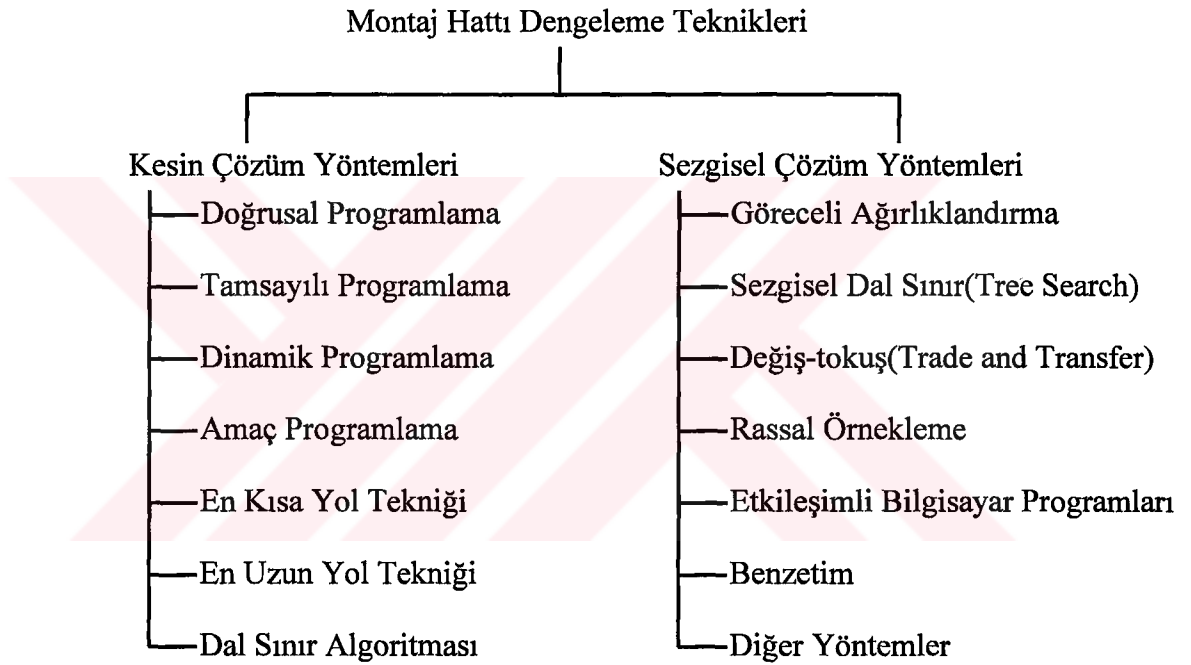 Montaj Hattı Dengeleme Teknikleri
Kesin Çözüm Yöntemleri
Doğrusal Programlama
Tamsayılı Programlama
Dinamik Programlama
Amaç Programlama
En Kısa Yol Tekniği
En Uzun Yol Tekniği
Dal Sınır Algoritması
Sezgisel Çözüm Yöntemleri
Göreceli Ağırlıklandırma
Sezgisel Dal Sınır(Tree Search)
Değiş-tokuş(Trade and Transfer)
Rassal Örnekleme
Etkileşimli Bilgisayar Programları
Benzetim
Diğer Yöntemler